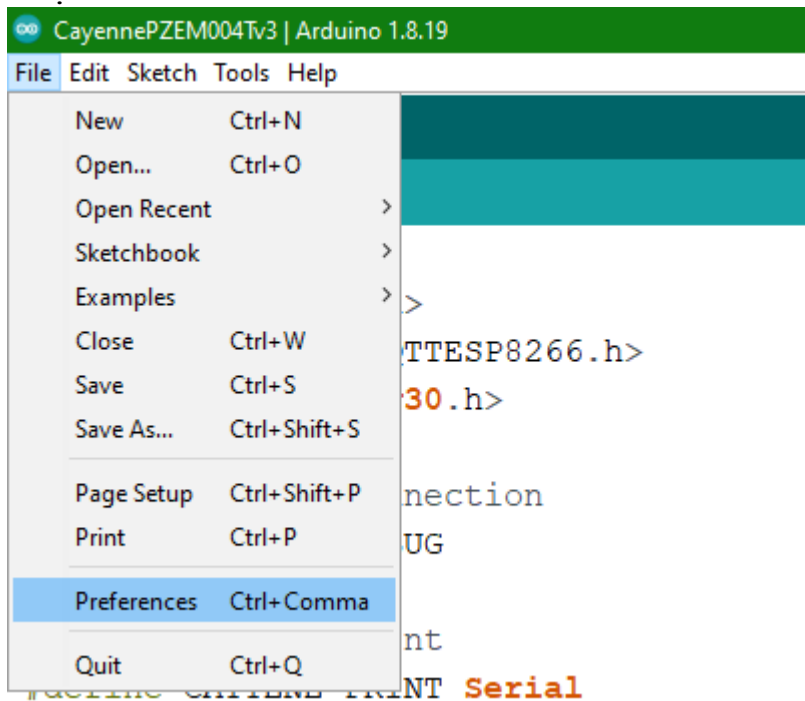 CayennePZEM004Tv3 | Arduino 1.8.19
File Edit Sketch Tools Help
New Ctrl+N
Open... Ctrl+O
Open Recent >
Sketchbook >
Examples > >
Close Ctrl+W TTESP8266.h>
Save Ctrl+S 30.h>
Save As... Ctrl+Shift+S
Page Setup Ctrl+Shift+P nection
Print Ctrl+P UG
Preferences Ctrl+Comma
Quit Ctrl+Q nt
NT Serial